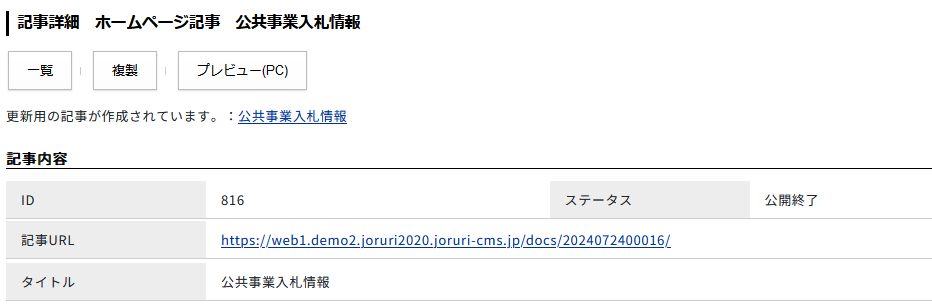 記事詳細　ホームページ記事　公共事業入札情報
一覧 複製 プレビュー(PC)
更新用の記事が作成されています。：公共事業入札情報
記事内容
ID 816 ステータス 公開終了
記事URL https://web1.demo2.joruri2020.joruri-cms.jp/docs/2024072400016/
タイトル 公共事業入札情報